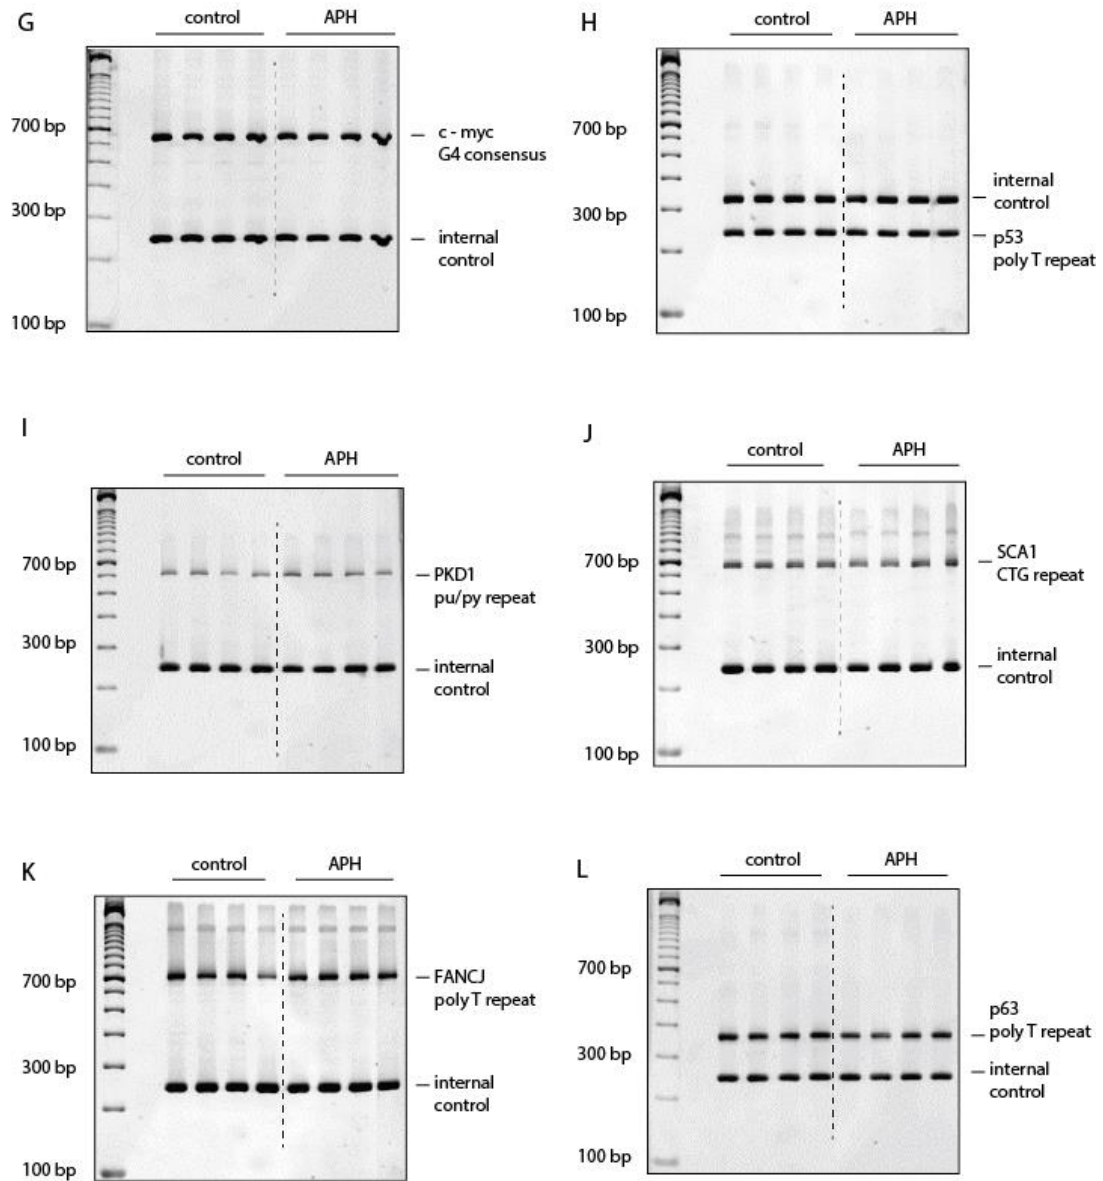 G
control
APH
700 bp
300 bp
100 bp
c - myc
G4 consensus
internal
control
H
control
APH
700 bp
300 bp
100 bp
internal
control
p53
poly T repeat
I
control
APH
700 bp
300 bp
100 bp
PKD1
pu/py repeat
internal
control
J
control
APH
700 bp
300 bp
100 bp
SCA1
CTG repeat
internal
control
K
control
APH
700 bp
300 bp
100 bp
FANCJ
poly T repeat
internal
control
L
control
APH
700 bp
300 bp
100 bp
p63
poly T repeat
internal
control